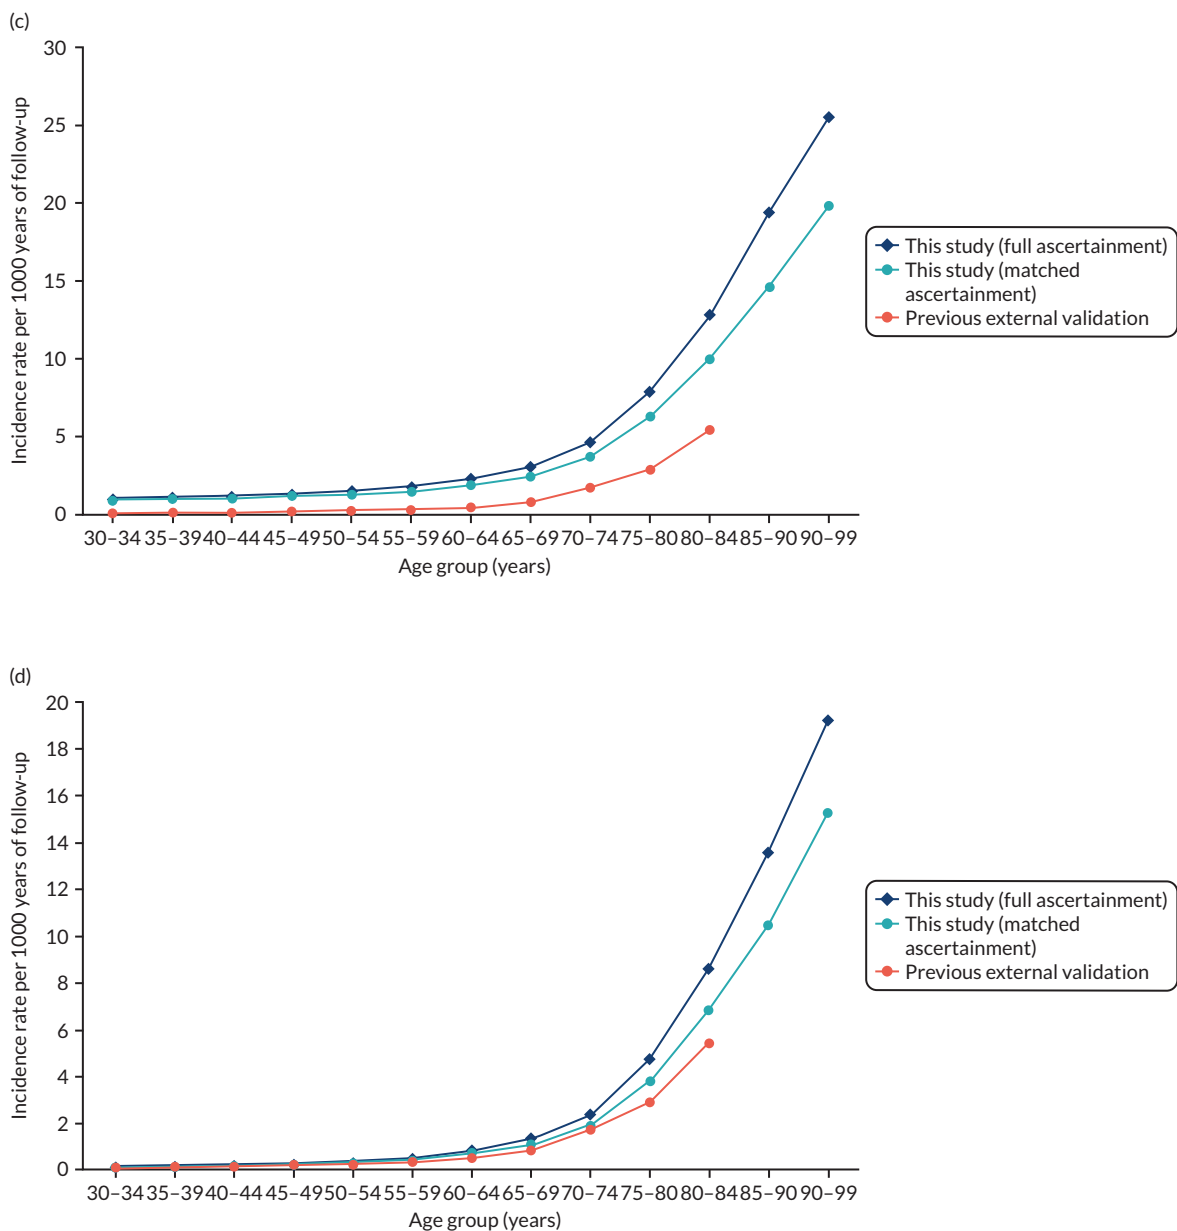 (c)
30
25
20
15
10
5
0
Incidence rate per 1000 years of follow-up
30–34 35–39 40–44 45–49 50–54 55–59 60–64 65–69 70–74 75–80 80–84 85–90 90–99
Age group (years)
This study (full ascertainment)
This study (matched
ascertainment)
Previous external validation
(d)
20
18
16
14
12
10
8
6
4
2
0
Incidence rate per 1000 years of follow-up
30–34 35–39 40–44 45–49 50–54 55–59 60–64 65–69 70–74 75–80 80–84 85–90 90–99
Age group (years)
This study (full ascertainment)
This study (matched
ascertainment)
Previous external validation